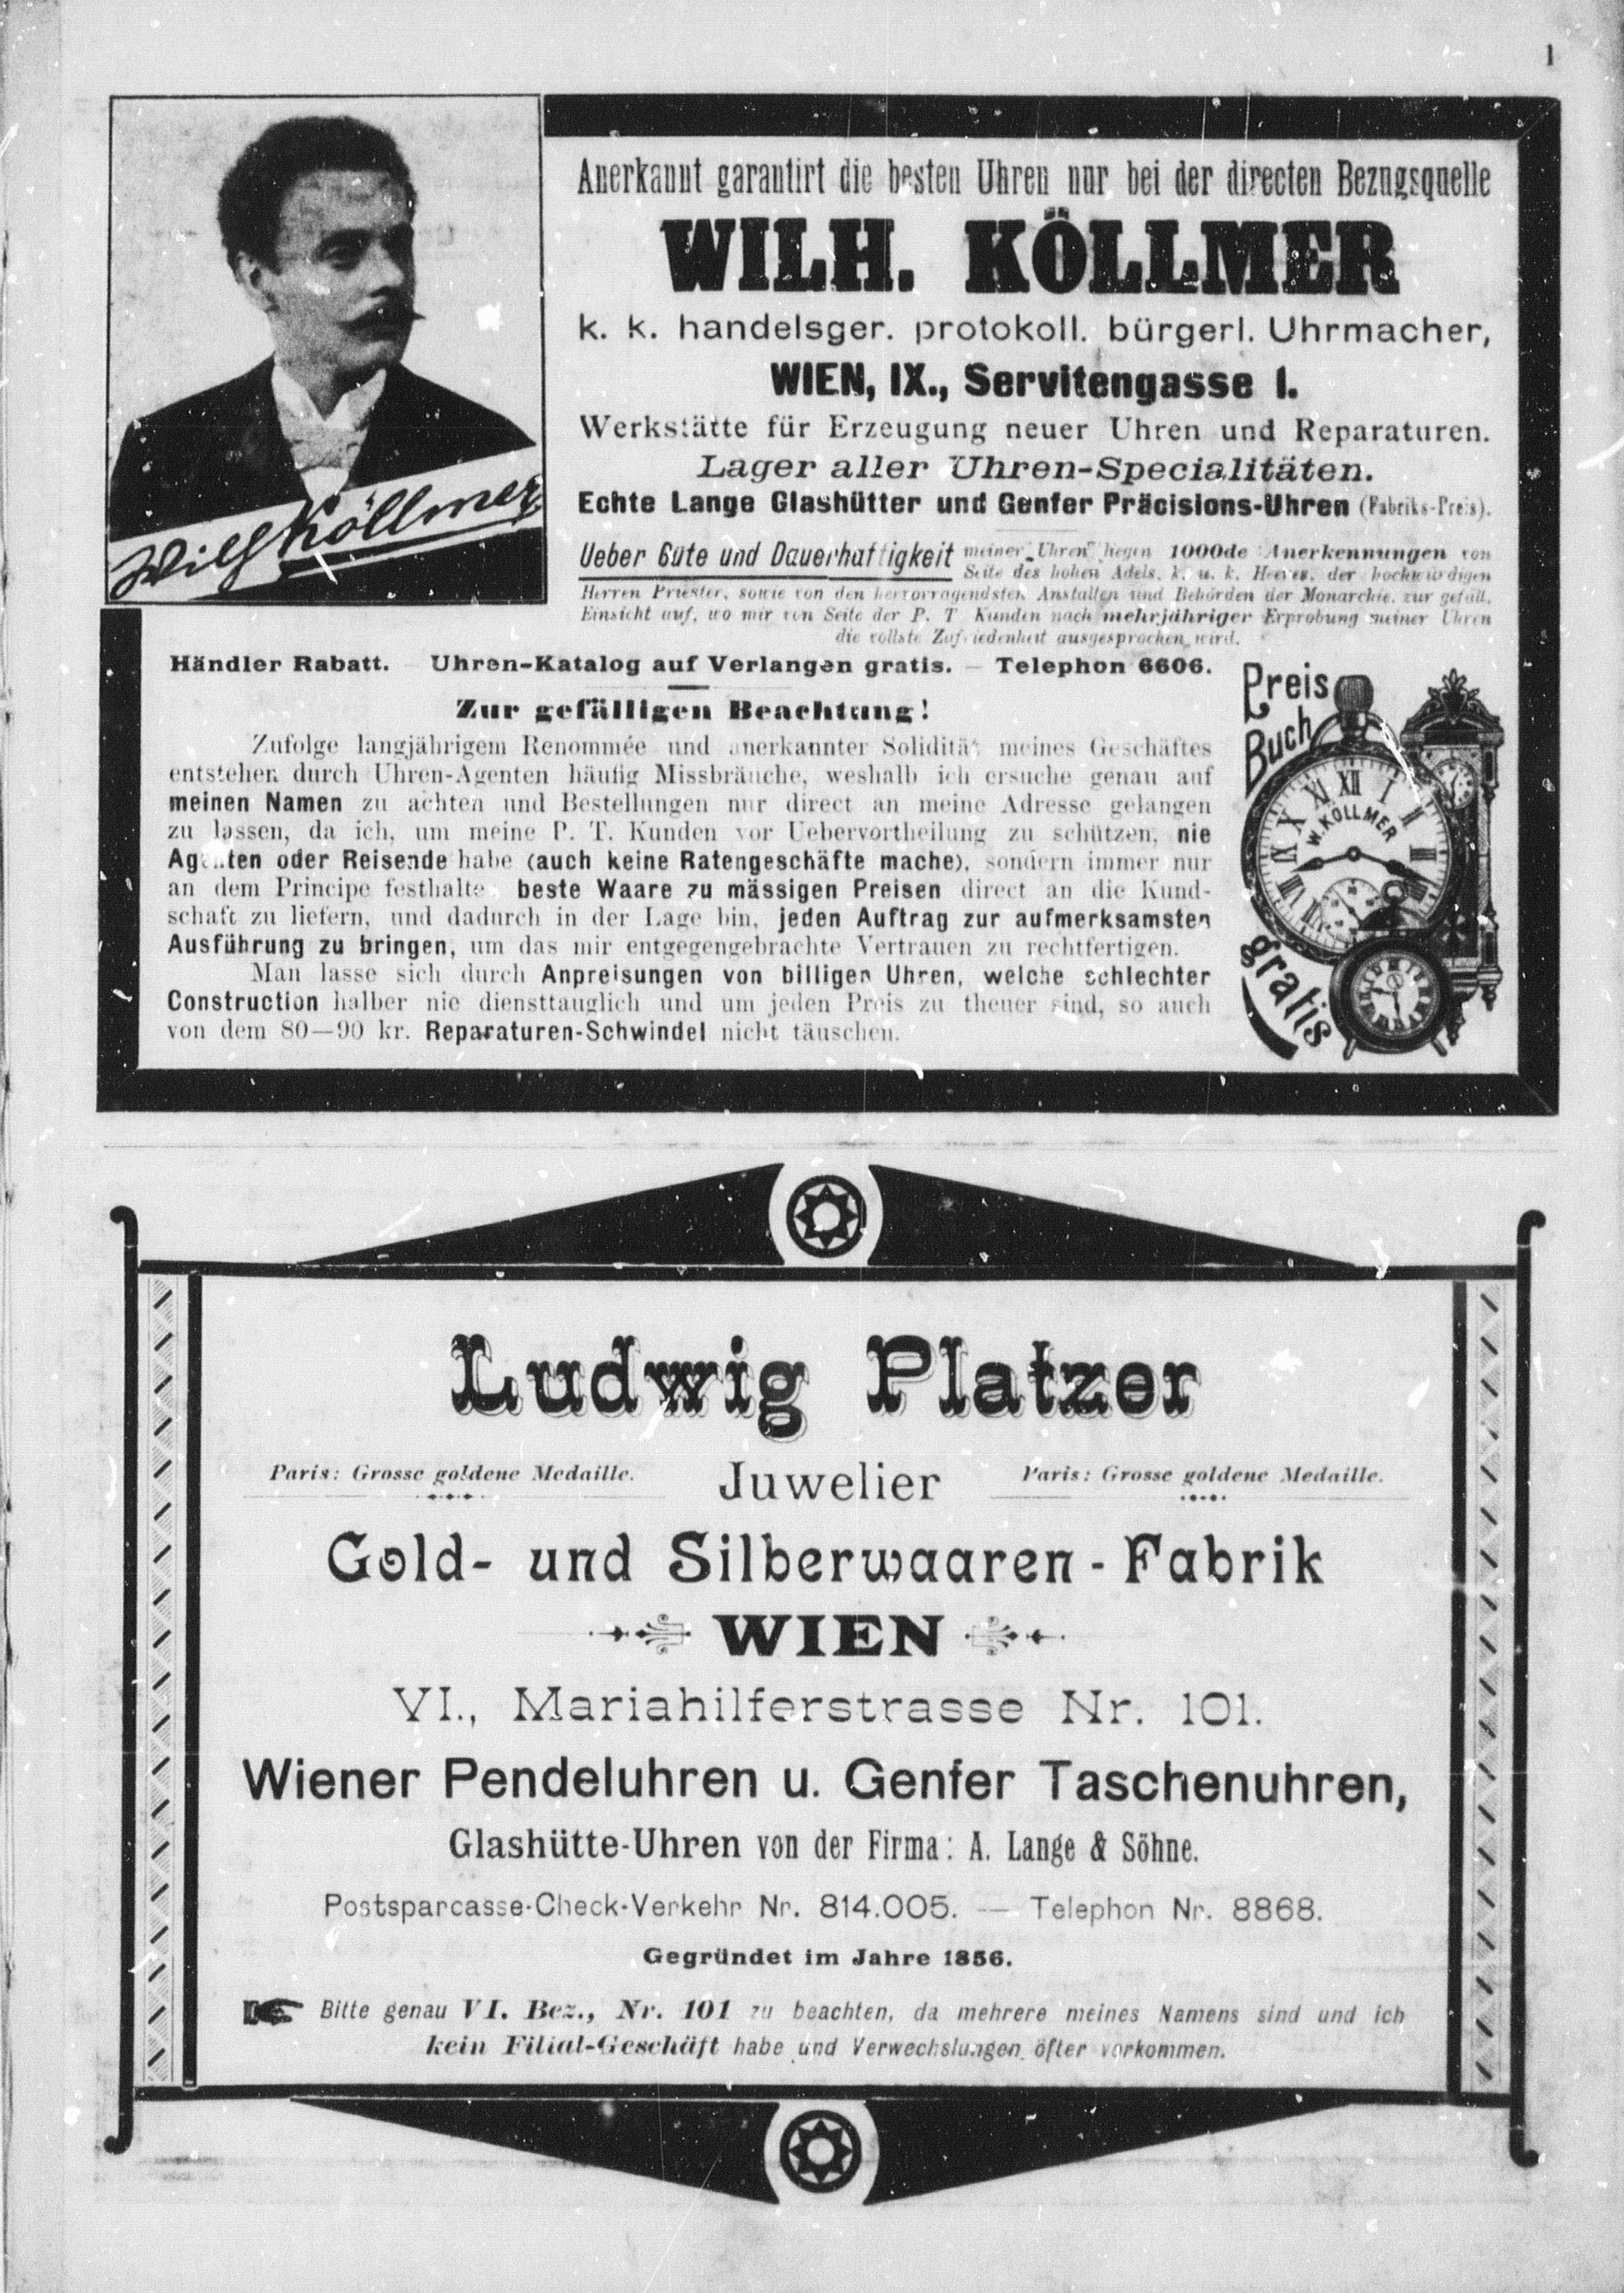 1
Anerkannt garantirt die besten Uhren nur bei der directen Bezugsquelle
WILH. KÖLLMER
k. k. handelsger. protokoll. bürgerl. Uhrmacher,
WIEN, IX., Servitengasse 1.
Werkstätte für Erzeugung neuer Uhren und Reparaturen.
Lager aller Uhren-Specialitäten.
Echte Lange Glashütter und Genfer Präcisions-Uhren (Fabriks-Preis).
Wilh Köllmer
Ueber Güte und Dauerhaftigkeit meiner „Uhren" liegen 1000de Anerkennungen von
Seite des hohen Adels, k. u. k. Heeres, der hochwürdigen
Herren Priester, sowie von den hervorragendsten Anstalten und Behörden der Monarchie, zur gefäll.
Einsicht auf, wo mir von Seite der P. T Kunden nach mehrjähriger Erprobung meiner Uhren
die vollste Zufriedenheit ausgesprochen wird.
Händler Rabatt. Uhren-Katalog auf Verlangen gratis. — Telephon 6606.
Zur gefälligen Beachtung!
Zufolge langjährigem Renommée und anerkannter Solidität meines Geschäftes
entstehen durch Uhren-Agenten häufig Missbräuche, weshalb ich ersuche genau auf
meinen Namen zu achten und Bestellungen nur direct an meine Adresse gelangen
zu lassen, da ich, um meine P. T. Kunden vor Uebervortheilung zu schützen, nie
Agenten oder Reisende habe (auch keine Ratengeschäfte mache), sondern immer nur
an dem Principe festhalte, beste Waare zu mässigen Preisen direct an die Kund-
schaft zu liefern, und dadurch in der Lage bin, jeden Auftrag zur aufmerksamsten
Ausführung zu bringen, um das mir entgegengebrachte Vertrauen zu rechtfertigen.
Man lasse sich durch Anpreisungen von billigen Uhren, welche schlechter
Construction halber nie diensttauglich und um jeden Preis zu theuer sind, so auch
von dem 80—90 kr. Reparaturen-Schwindel nicht täuschen.
Preis
Buch
W. KÖLLMER
gratis
Ludwig Platzer
Paris: Grosse goldene Medaille. Juwelier Paris: Grosse goldene Medaille.
Gold- und Silberwaaren-Fabrik
WIEN
VI., Mariahilferstrasse Nr. 101.
Wiener Pendeluhren u. Genfer Taschenuhren,
Glashütte-Uhren von der Firma: A. Lange & Söhne.
Postsparcasse-Check-Verkehr Nr. 814.005. — Telephon Nr. 8868.
Gegründet im Jahre 1856.
Bitte genau VI. Bez., Nr. 101 zu beachten, da mehrere meines Namens sind und ich
kein Filial-Geschäft habe und Verwechslungen öfter vorkommen.